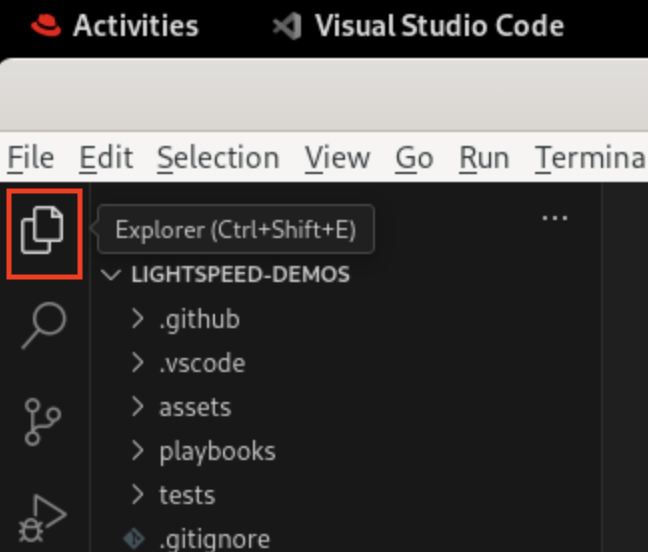 Activities Visual Studio Code
File Edit Selection View Go Run Termina
Explorer (Ctrl+Shift+E) ...
LIGHTSPEED-DEMOS
.github
.vscode
assets
playbooks
tests
.gitignore